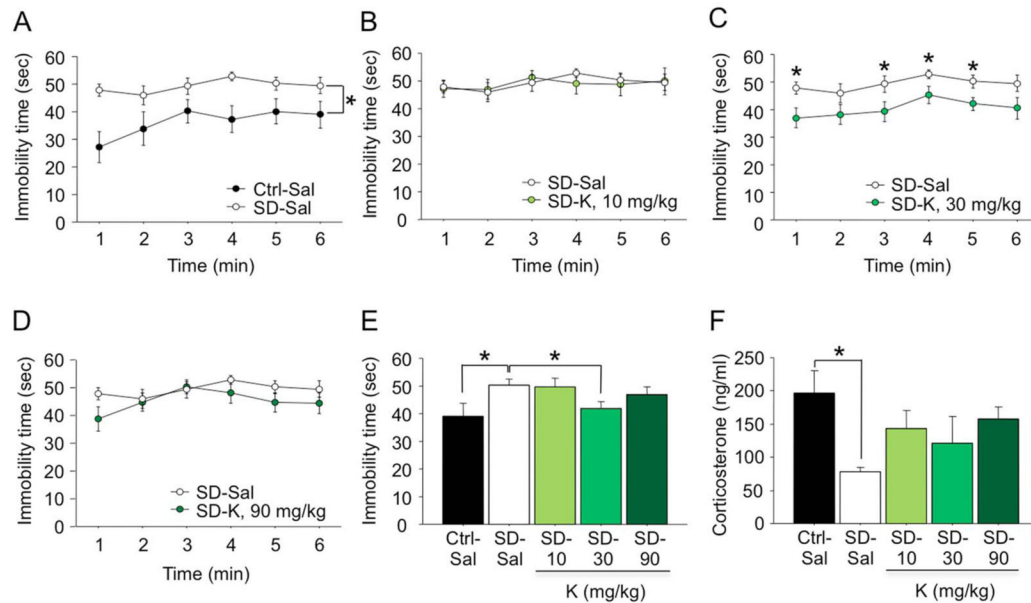 A
Immobility time (sec)
60
50
40
30
20
10
0
*
Ctrl-Sal
SD-Sal
1 2 3 4 5 6
Time (min)
B
Immobility time (sec)
60
50
40
30
20
10
0
SD-Sal
SD-K, 10 mg/kg
1 2 3 4 5 6
Time (min)
C
Immobility time (sec)
60
50
40
30
20
10
0
* * * *
SD-Sal
SD-K, 30 mg/kg
1 2 3 4 5 6
Time (min)
D
Immobility time (sec)
60
50
40
30
20
10
0
SD-Sal
SD-K, 90 mg/kg
1 2 3 4 5 6
Time (min)
E
Immobility time (sec)
60
50
40
30
20
10
0
* *
Ctrl- SD- SD- SD- SD-
Sal Sal 10 30 90
K (mg/kg)
F
Corticosterone (ng/ml)
250
200
150
100
50
0
*
Ctrl- SD- SD- SD- SD-
Sal Sal 10 30 90
K (mg/kg)